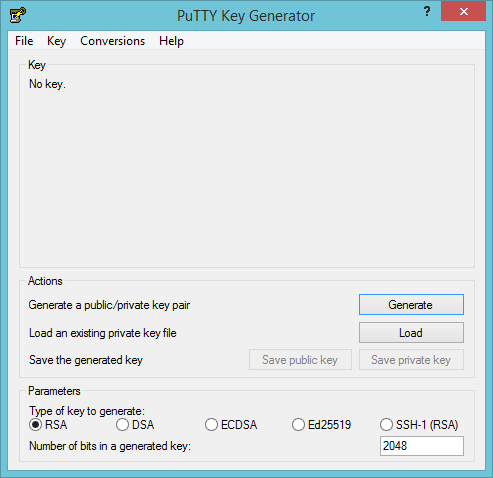 PuTTY Key Generator
? x
File Key Conversions Help
Key
No key.
Actions
Generate a public/private key pair Generate
Load an existing private key file Load
Save the generated key Save public key Save private key
Parameters
Type of key to generate:
RSA DSA ECDSA Ed25519 SSH-1 (RSA)
Number of bits in a generated key: 2048